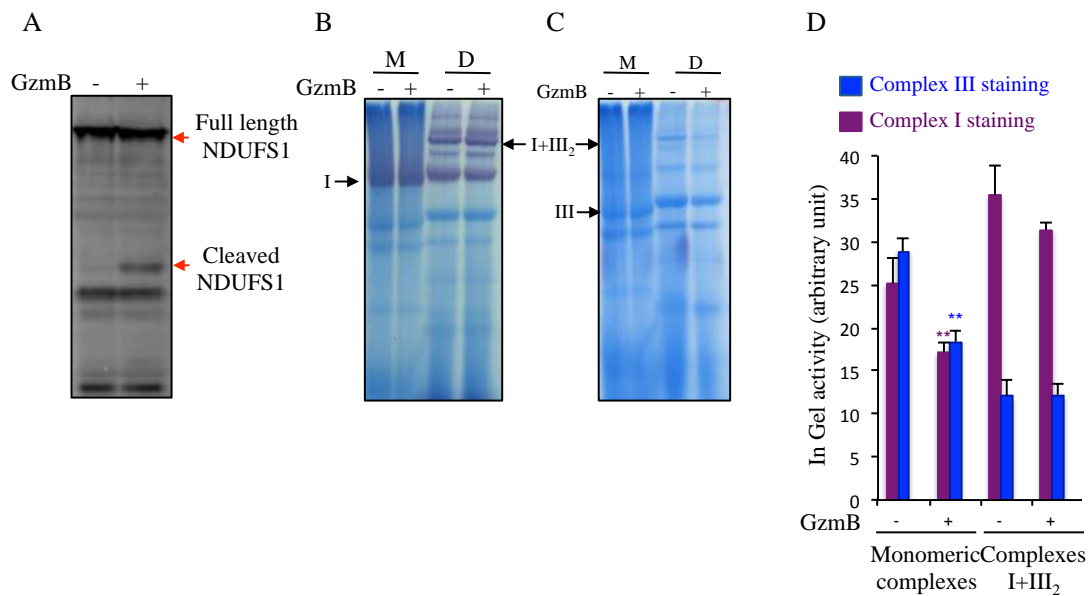 A
GzmB - +
Full length
NDUFS1
Cleaved
NDUFS1
B
M D
GzmB - + - +
I
I+III₂
C
M D
GzmB - + - +
III
D
Complex III staining
Complex I staining
In Gel activity (arbitrary unit)
40
35
30
25
20
15
10
5
0
** **
GzmB - + - +
Monomeric complexes
Complexes I+III₂